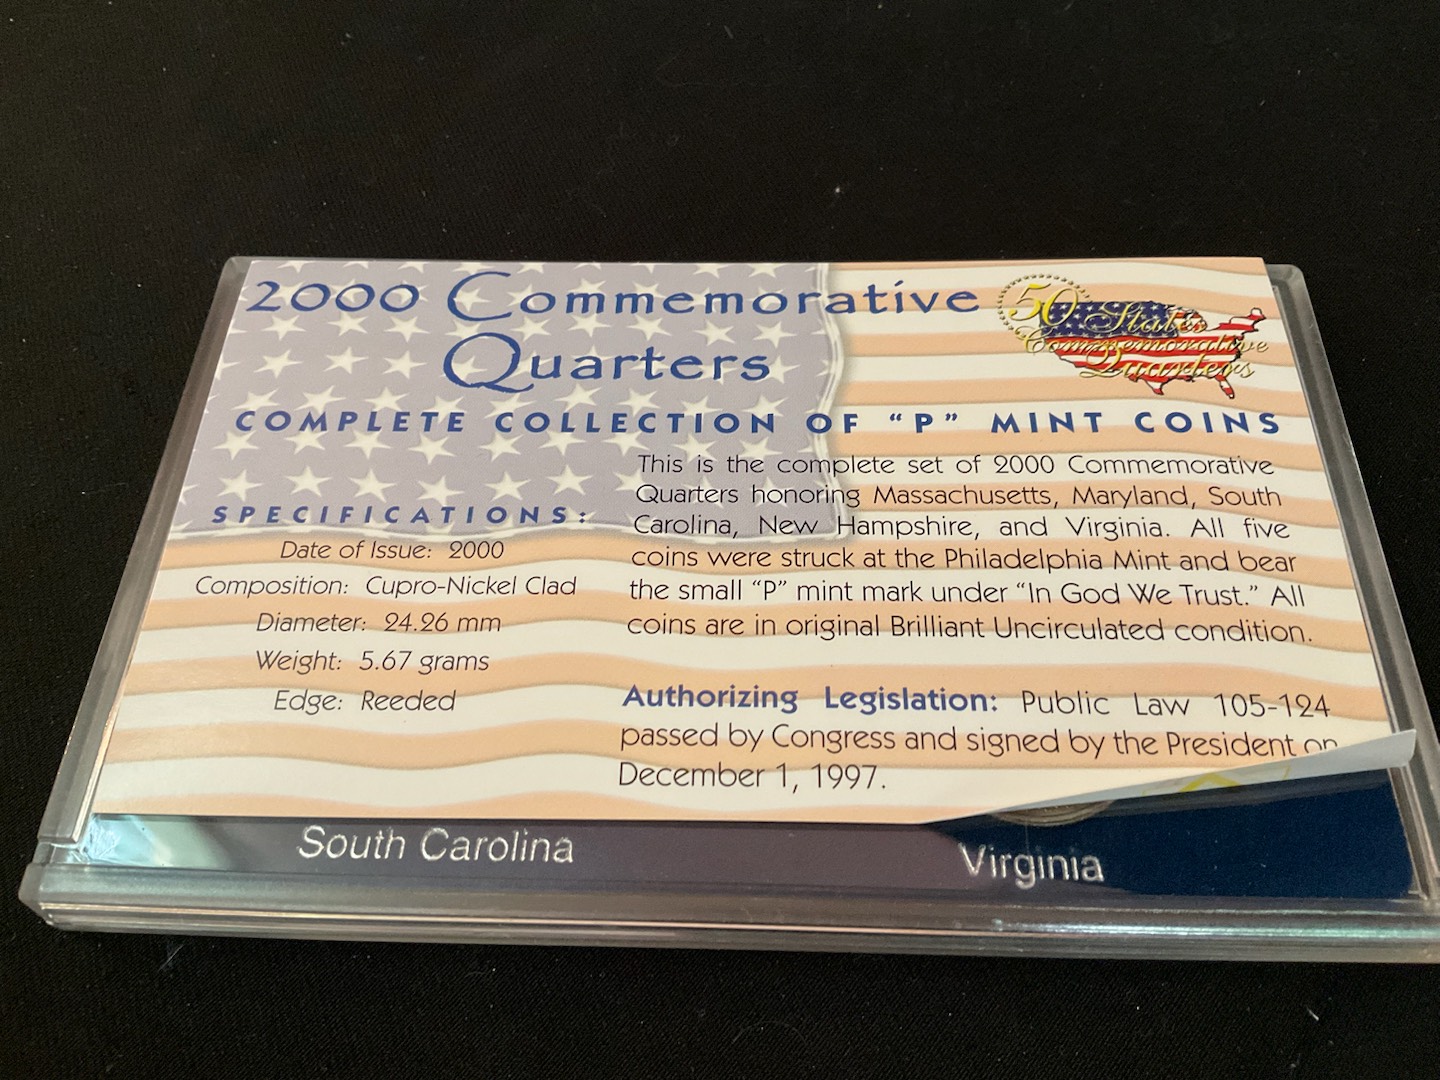 2000 Commemorative
Quarters
50 States
Commemorative
Quarters
COMPLETE COLLECTION OF “P” MINT COINS
SPECIFICATIONS:
Date of Issue: 2000
Composition: Cupro-Nickel Clad
Diameter: 24.26 mm
Weight: 5.67 grams
Edge: Reeded
This is the complete set of 2000 Commemorative
Quarters honoring Massachusetts, Maryland, South
Carolina, New Hampshire, and Virginia. All five
coins were struck at the Philadelphia Mint and bear
the small “P” mint mark under “In God We Trust.” All
coins are in original Brilliant Uncirculated condition.
Authorizing Legislation: Public Law 105-124
passed by Congress and signed by the President on
December 1, 1997.
South Carolina
Virginia